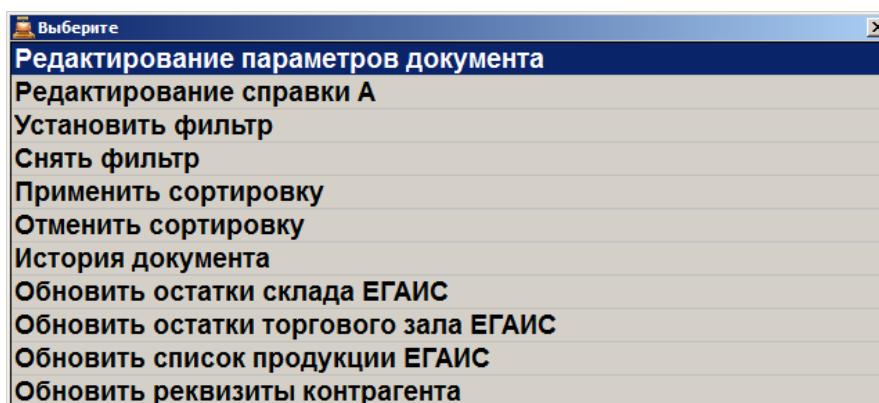 Выберите
Редактирование параметров документа
Редактирование справки А
Установить фильтр
Снять фильтр
Применить сортировку
Отменить сортировку
История документа
Обновить остатки склада ЕГАИС
Обновить остатки торгового зала ЕГАИС
Обновить список продукции ЕГАИС
Обновить реквизиты контрагента